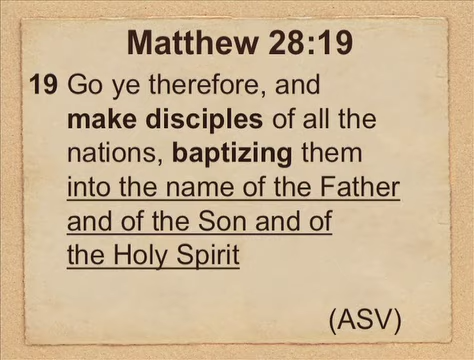 Matthew 28:19
19 Go ye therefore, and
make disciples of all the
nations, baptizing them
into the name of the Father
and of the Son and of
the Holy Spirit
(ASV)